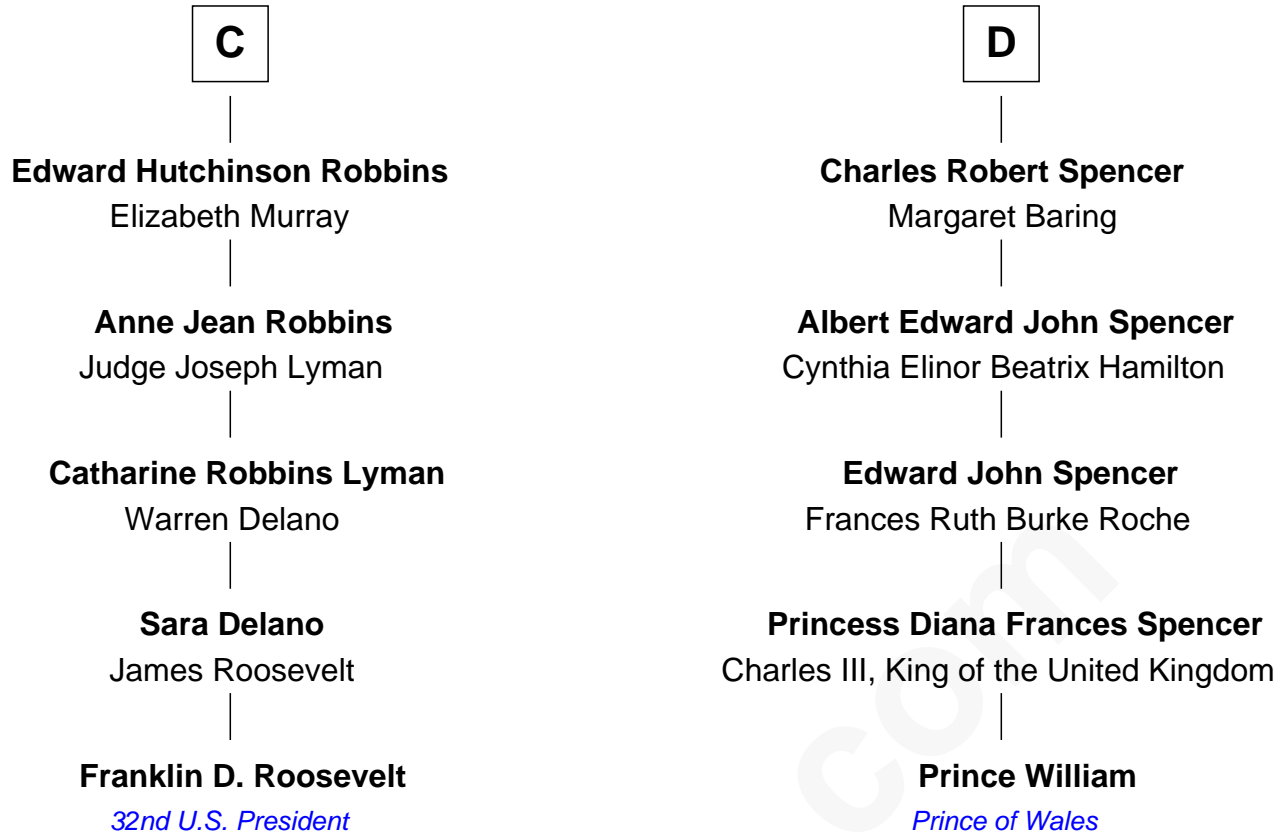 C
Edward Hutchinson Robbins
Elizabeth Murray
Anne Jean Robbins
Judge Joseph Lyman
Catharine Robbins Lyman
Warren Delano
Sara Delano
James Roosevelt
Franklin D. Roosevelt
32nd U.S. President
D
Charles Robert Spencer
Margaret Baring
Albert Edward John Spencer
Cynthia Elinor Beatrix Hamilton
Edward John Spencer
Frances Ruth Burke Roche
Princess Diana Frances Spencer
Charles III, King of the United Kingdom
Prince William
Prince of Wales
com